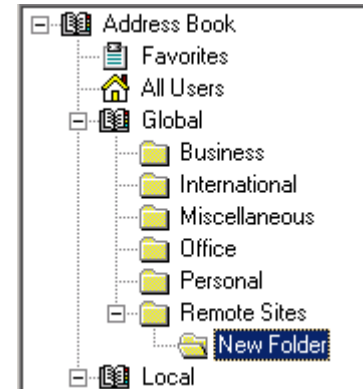 Address Book
Favorites
All Users
Global
Business
International
Miscellaneous
Office
Personal
Remote Sites
New Folder
Local